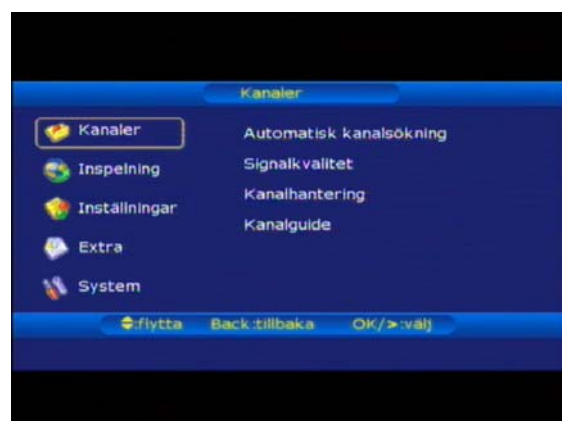 Kanaler
Kanaler
Inspelning
Inställningar
Extra
System
Automatisk kanalsökning
Signalkvalitet
Kanalhantering
Kanalguide
:flytta Back:tillbaka OK/>:välj